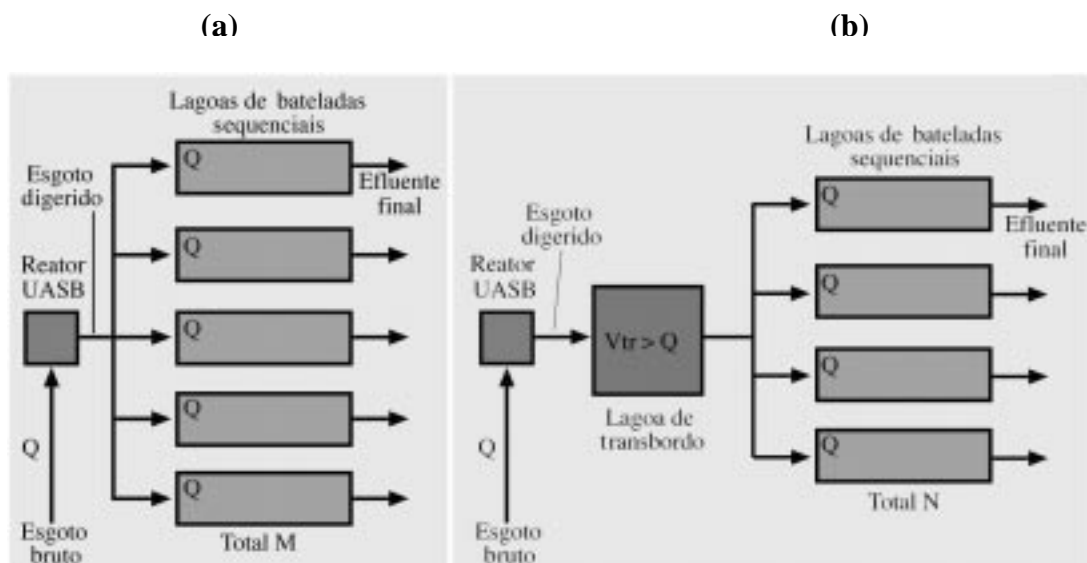 (a)
(b)
Lagoas de bateladas
sequenciais
Q
Esgoto
digerido
Efluente
final
Q
Reator
UASB
Q
Q
Q
Q
Esgoto
bruto
Total M
Lagoas de bateladas
sequenciais
Q
Esgoto
digerido
Efluente
final
Reator
UASB
Q
Vtr > Q
Q
Lagoa de
transbordo
Q
Q
Total N
Esgoto
bruto